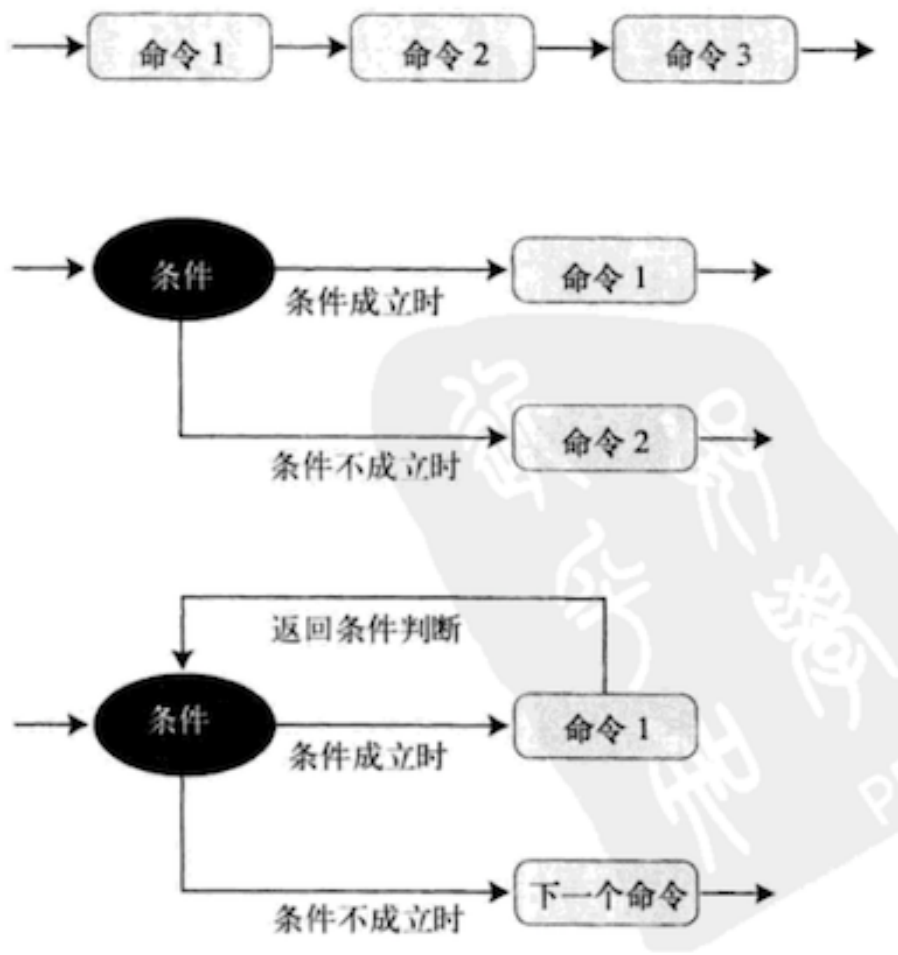 命令 1
命令 2
命令 3
条件
条件成立时
命令 1
条件不成立时
命令 2
返回条件判断
条件
条件成立时
命令 1
条件不成立时
下一个命令